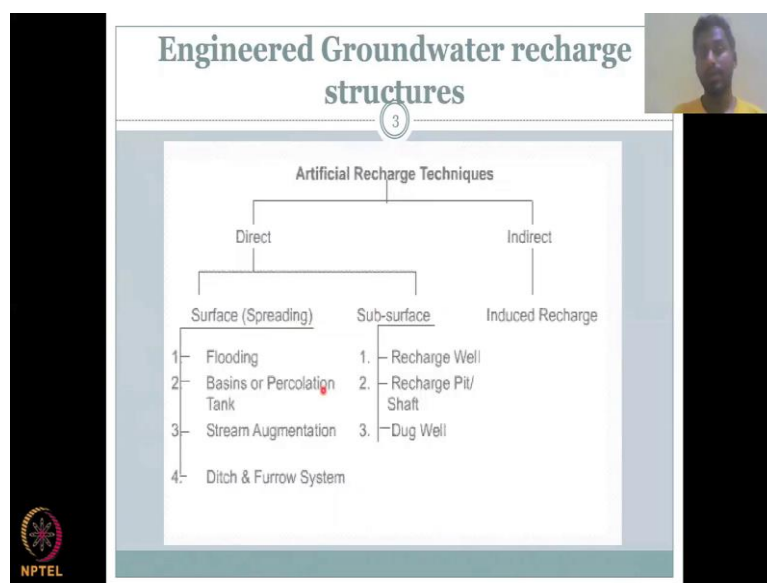 Engineered Groundwater recharge
structures
3
Artificial Recharge Techniques
Direct
Indirect
Surface (Spreading)
1- Flooding
2- Basins or Percolation
Tank
3- Stream Augmentation
4.- Ditch & Furrow System
Sub-surface
1. - Recharge Well
2. - Recharge Pit/
Shaft
3. - Dug Well
Induced Recharge
NPTEL